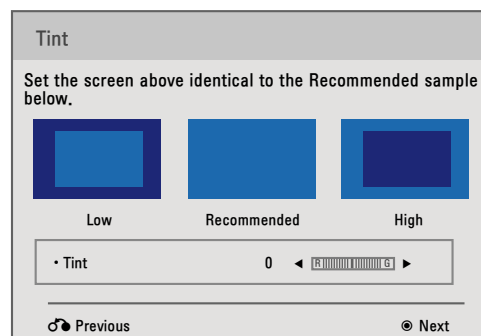 Tint
Set the screen above identical to the Recommended sample
below.
Low Recommended High
• Tint 0 ◄ R G ►
Previous ◉ Next